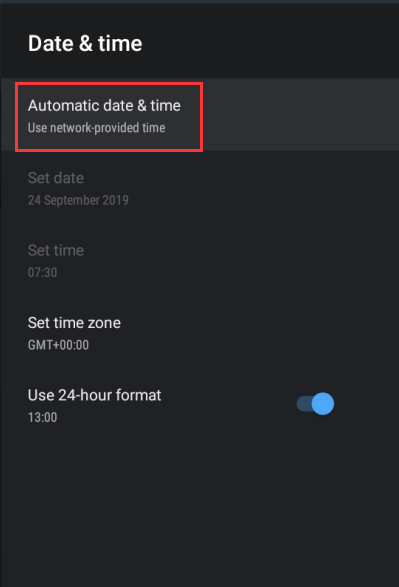 Date & time
Automatic date & time
Use network-provided time
Set date
24 September 2019
Set time
07:30
Set time zone
GMT+00:00
Use 24-hour format
13:00